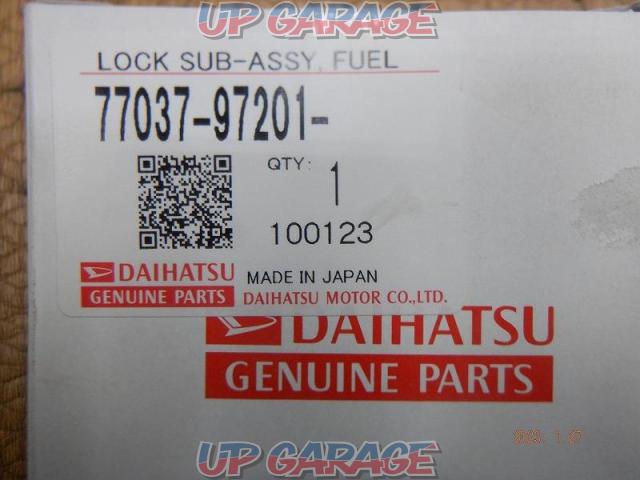 UP GARAGE
LOCK SUB-ASSY, FUEL
77037-97201-
QTY: 1
100123
DAIHATSU
GENUINE PARTS
MADE IN JAPAN
DAIHATSU MOTOR CO.,LTD.
DAIHATSU
GENUINE PARTS
UP GARAGE